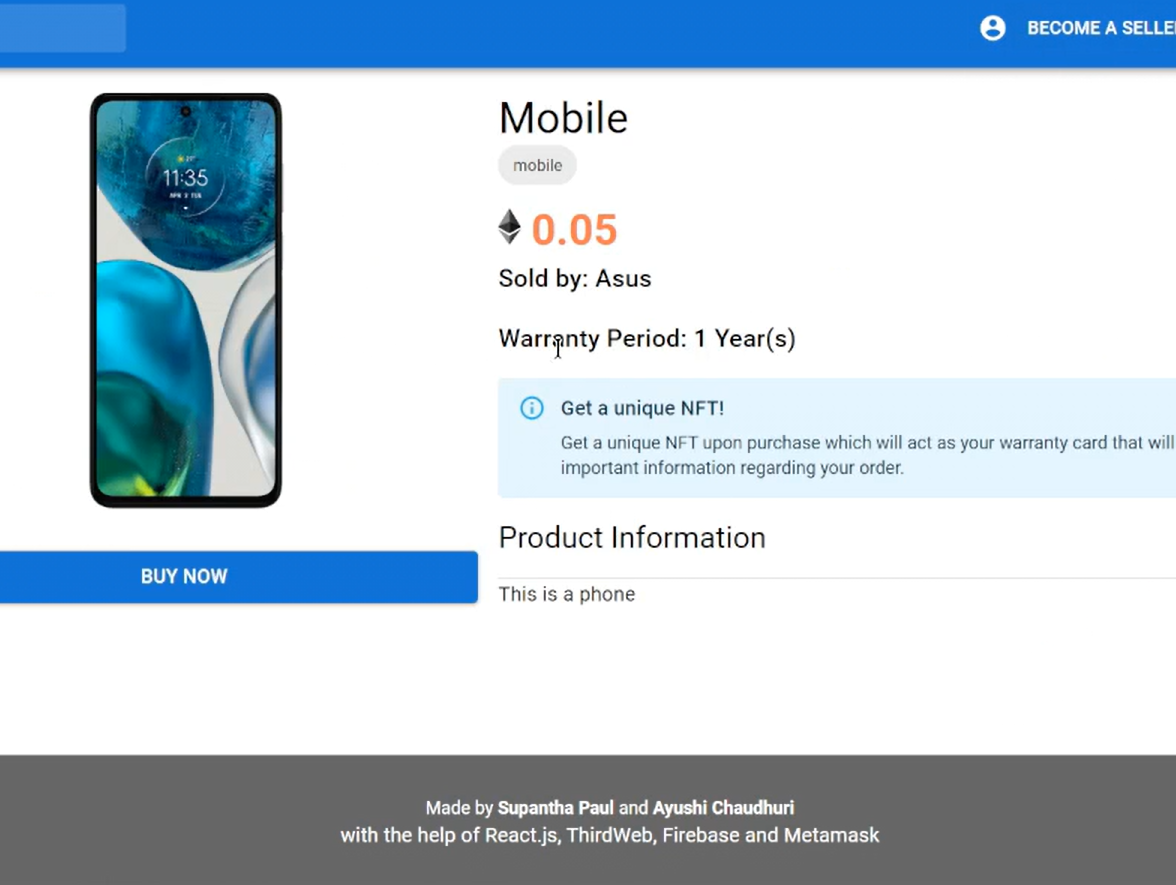 BECOME A SELLE
Mobile
mobile
11:35
0.05
Sold by: Asus
Warranty Period: 1 Year(s)
Get a unique NFT!
Get a unique NFT upon purchase which will act as your warranty card that will
important information regarding your order.
BUY NOW
Product Information
This is a phone
Made by Supantha Paul and Ayushi Chaudhuri
with the help of React.js, ThirdWeb, Firebase and Metamask